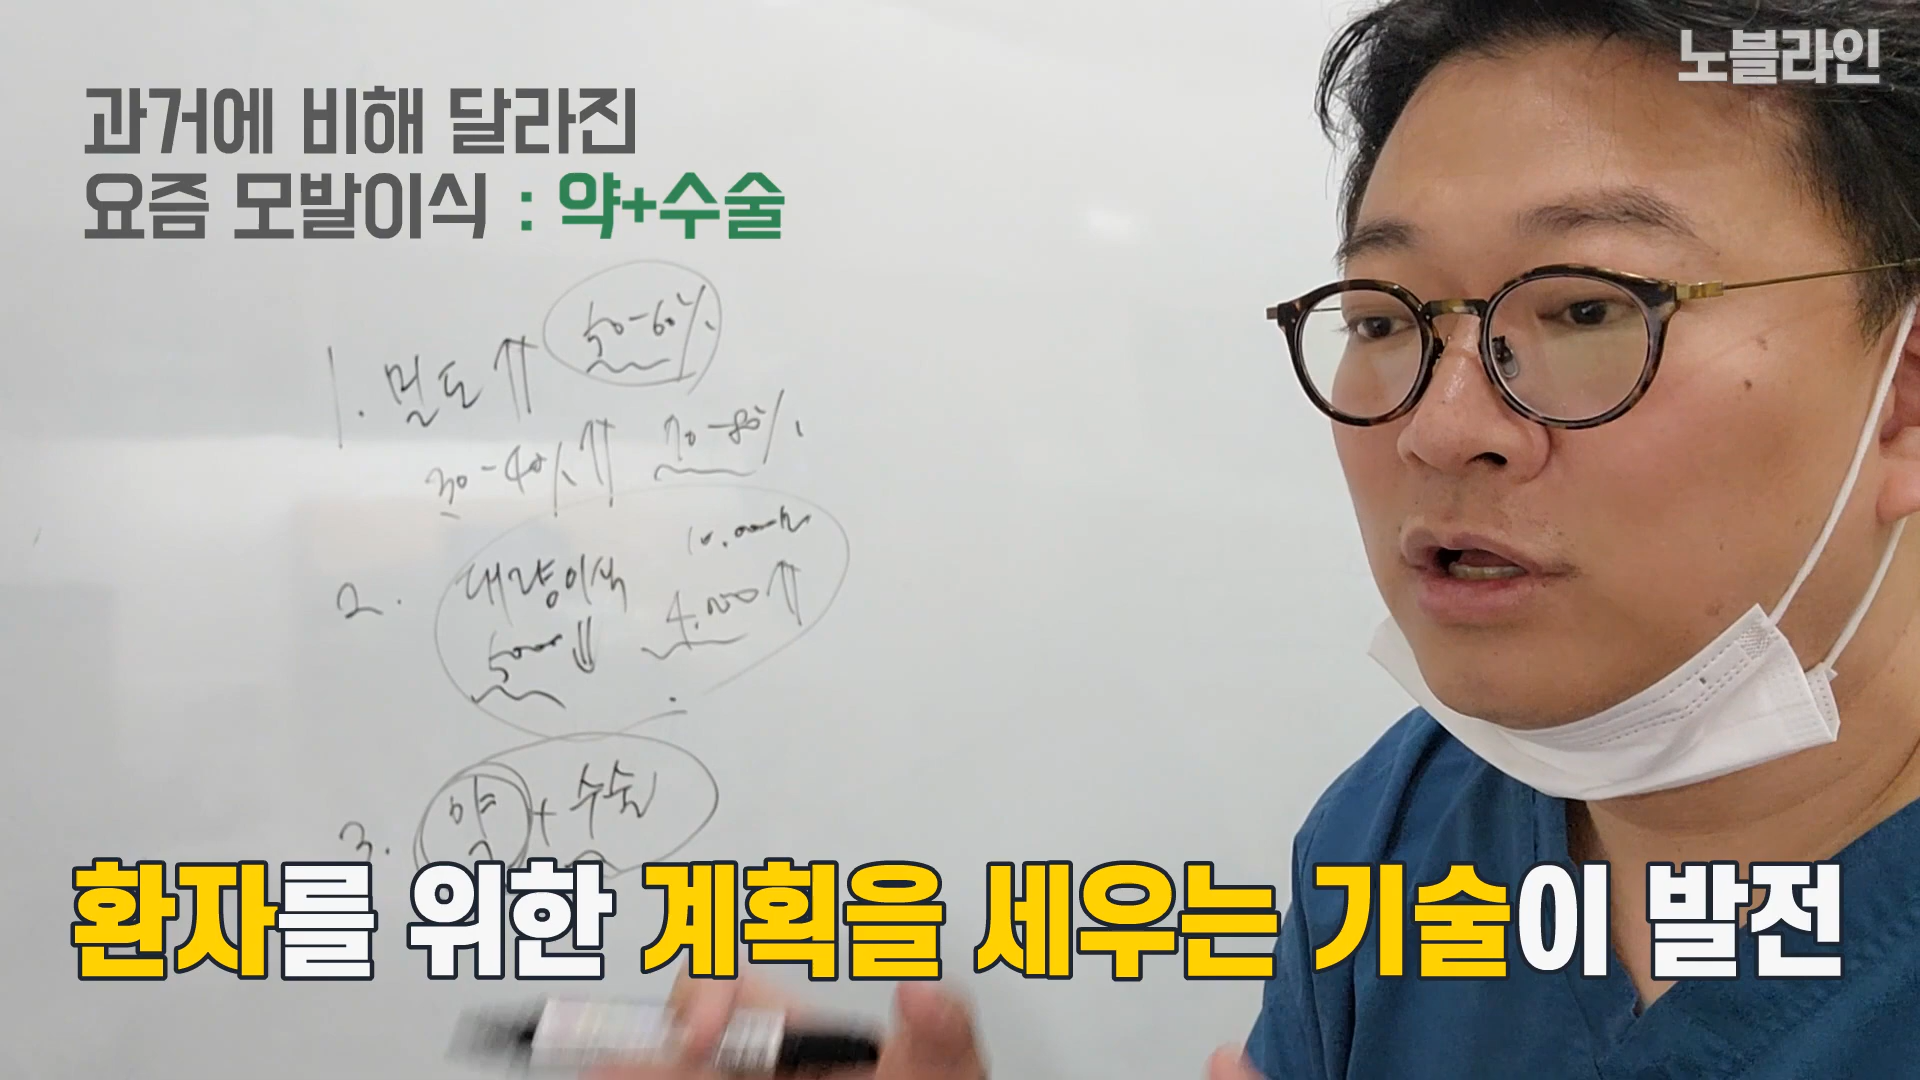 노블라인
과거에 비해 달라진
요즘 모발이식 : 약+수술
1. 밀도 ⇑ 50-60%
30-40% ⇑ 70-80%
2. 대량이식
5000 ⇓ 4,000 ↑
3. 약 + 수술
환자를 위한 계획을 세우는 기술이 발전